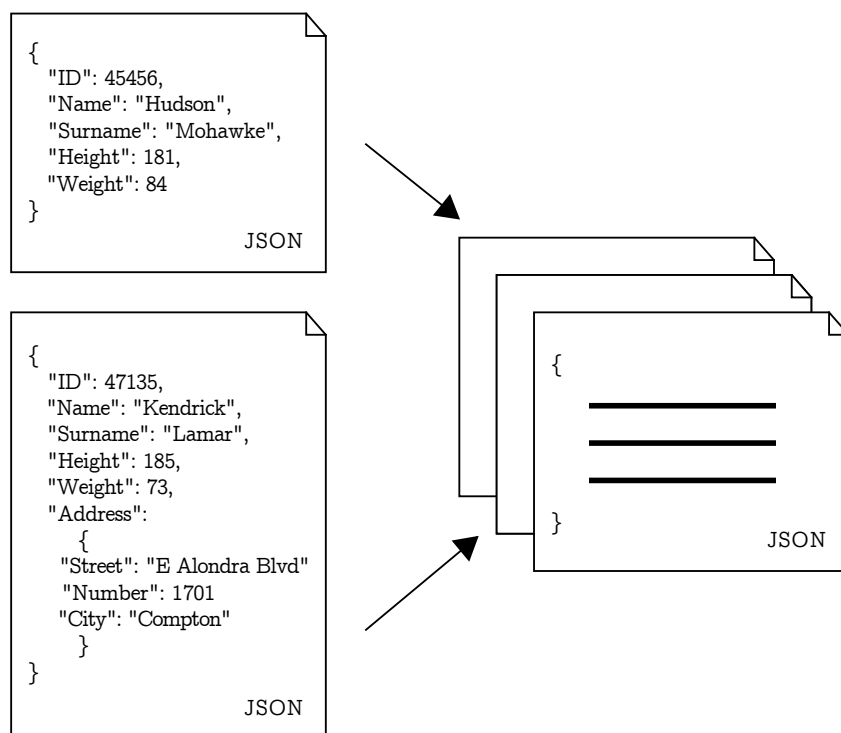 {
"ID": 45456,
"Name": "Hudson",
"Surname": "Mohawke",
"Height": 181,
"Weight": 84
}
JSON
{
"ID": 47135,
"Name": "Kendrick",
"Surname": "Lamar",
"Height": 185,
"Weight": 73,
"Address":
{
"Street": "E Alondra Blvd"
"Number": 1701
"City": "Compton"
}
}
JSON
{
}
JSON